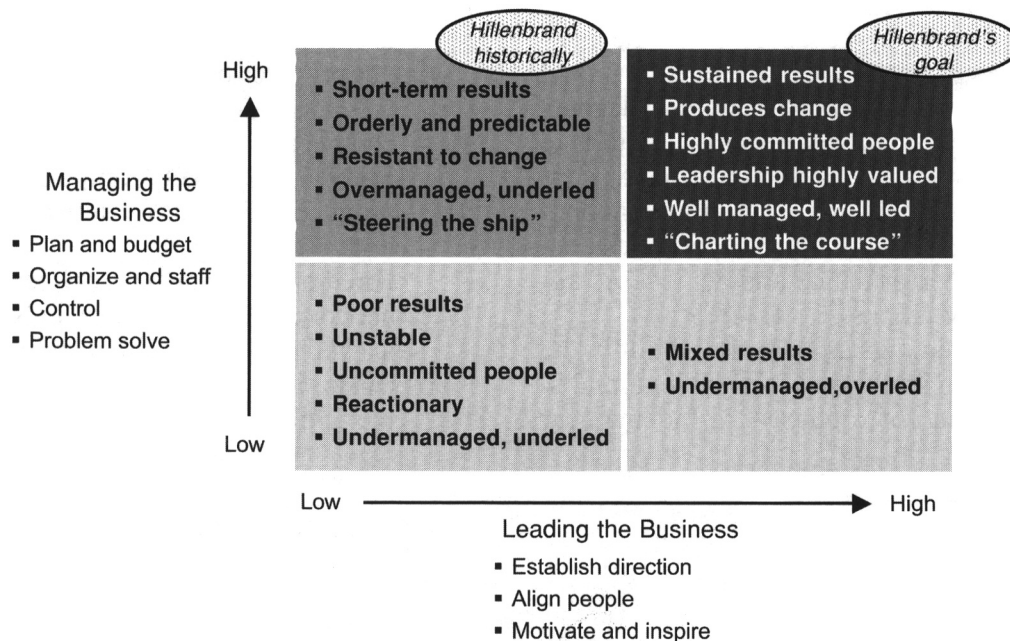 Hillenbrand
historically
Hillenbrand's
goal
High
▪ Short-term results
▪ Orderly and predictable
▪ Resistant to change
▪ Overmanaged, underled
▪ “Steering the ship”
▪ Sustained results
▪ Produces change
▪ Highly committed people
▪ Leadership highly valued
▪ Well managed, well led
▪ “Charting the course”
Managing the
Business
▪ Plan and budget
▪ Organize and staff
▪ Control
▪ Problem solve
▪ Poor results
▪ Unstable
▪ Uncommitted people
▪ Reactionary
▪ Undermanaged, underled
▪ Mixed results
▪ Undermanaged,overled
Low
Low
High
Leading the Business
▪ Establish direction
▪ Align people
▪ Motivate and inspire